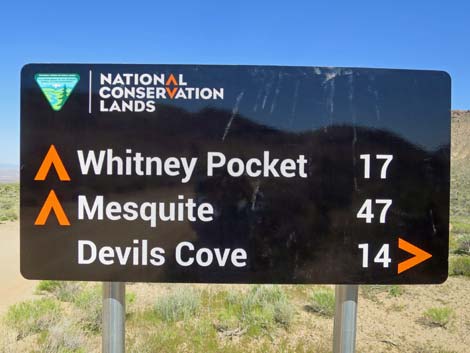 NATIONAL
CONSERVATION
LANDS
Whitney Pocket 17
Mesquite 47
Devils Cove 14